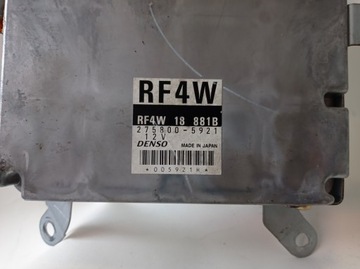 RF4W
RF4W 18 881B
275800-5921
12V
DENSO MADE IN JAPAN
*005921K*